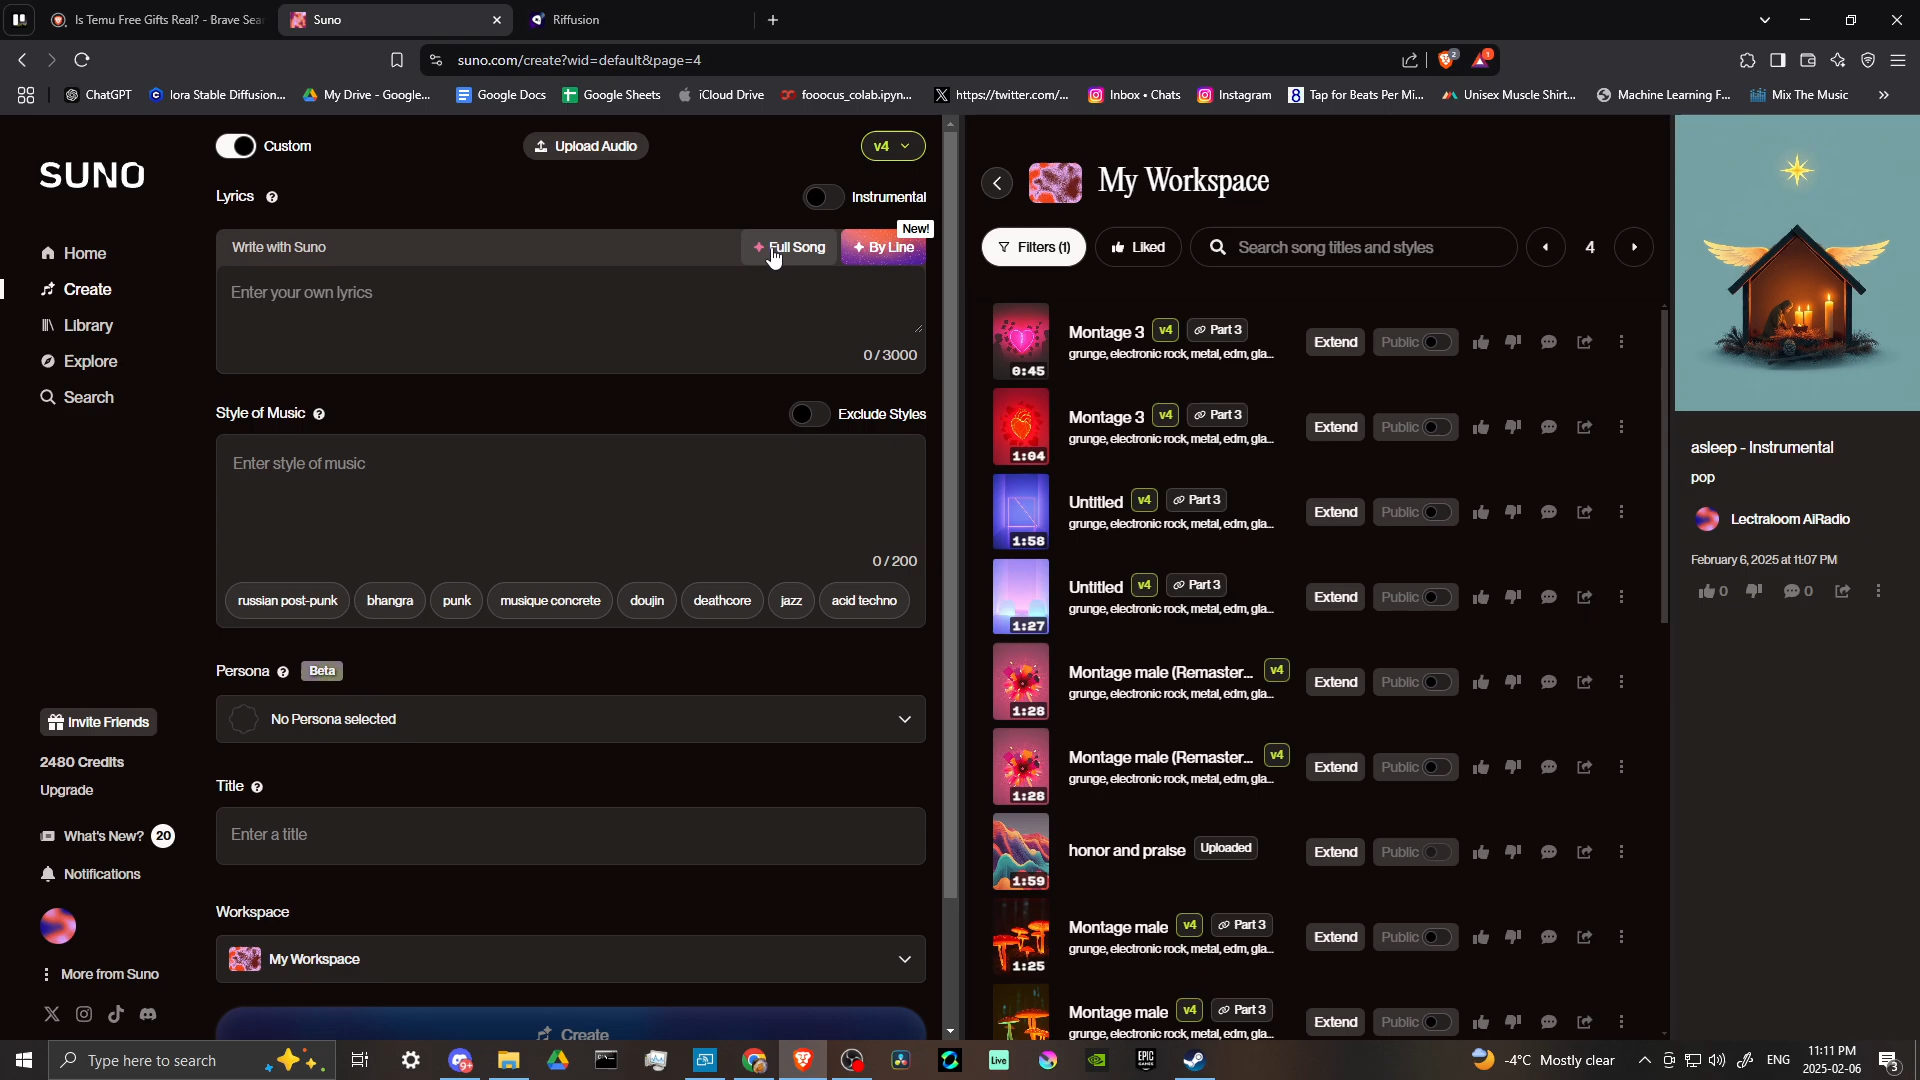 Is Temu Free Gifts Real? - Brave Sea
Suno
Riffusion
suno.com/create?wid=default&page=4
2
1
ChatGPT
lora Stable Diffusion...
My Drive - Google...
Google Docs
Google Sheets
iCloud Drive
fooocus_colab.ipyn...
https://twitter.com/...
Inbox • Chats
Instagram
Tap for Beats Per Mi...
Unisex Muscle Shirt...
Machine Learning F...
Mix The Music
»
SUNO
Home
Create
Library
Explore
Search
Invite Friends
2480 Credits
Upgrade
What's New? 20
Notifications
More from Suno
Custom
Upload Audio
v4
Lyrics
Instrumental
New!
Write with Suno
Full Song
By Line
Enter your own lyrics
0 / 3000
Style of Music
Exclude Styles
Enter style of music
0 / 200
russian post-punk
bhangra
punk
musique concrete
doujin
deathcore
jazz
acid techno
Persona
Beta
No Persona selected
Title
Enter a title
Workspace
My Workspace
Create
My Workspace
Filters (1)
Liked
Search song titles and styles
4
Montage 3 v4 Part 3
grunge, electronic rock, metal, edm, gla...
0:45
Extend
Public
Montage 3 v4 Part 3
grunge, electronic rock, metal, edm, gla...
1:04
Extend
Public
Untitled v4 Part 3
grunge, electronic rock, metal, edm, gla...
1:58
Extend
Public
Untitled v4 Part 3
grunge, electronic rock, metal, edm, gla...
1:27
Extend
Public
Montage male (Remaster... v4
grunge, electronic rock, metal, edm, gla...
1:28
Extend
Public
Montage male (Remaster... v4
grunge, electronic rock, metal, edm, gla...
1:28
Extend
Public
honor and praise Uploaded
1:59
Extend
Public
Montage male v4 Part 3
grunge, electronic rock, metal, edm, gla...
1:25
Extend
Public
Montage male v4 Part 3
grunge, electronic rock, metal, edm, gla...
Extend
Public
asleep - Instrumental
pop
Lectraloom AiRadio
February 6, 2025 at 11:07 PM
0
0
Type here to search
9+
Live
EPIC GAMES
-4°C Mostly clear
ENG
11:11 PM
2025-02-06
3